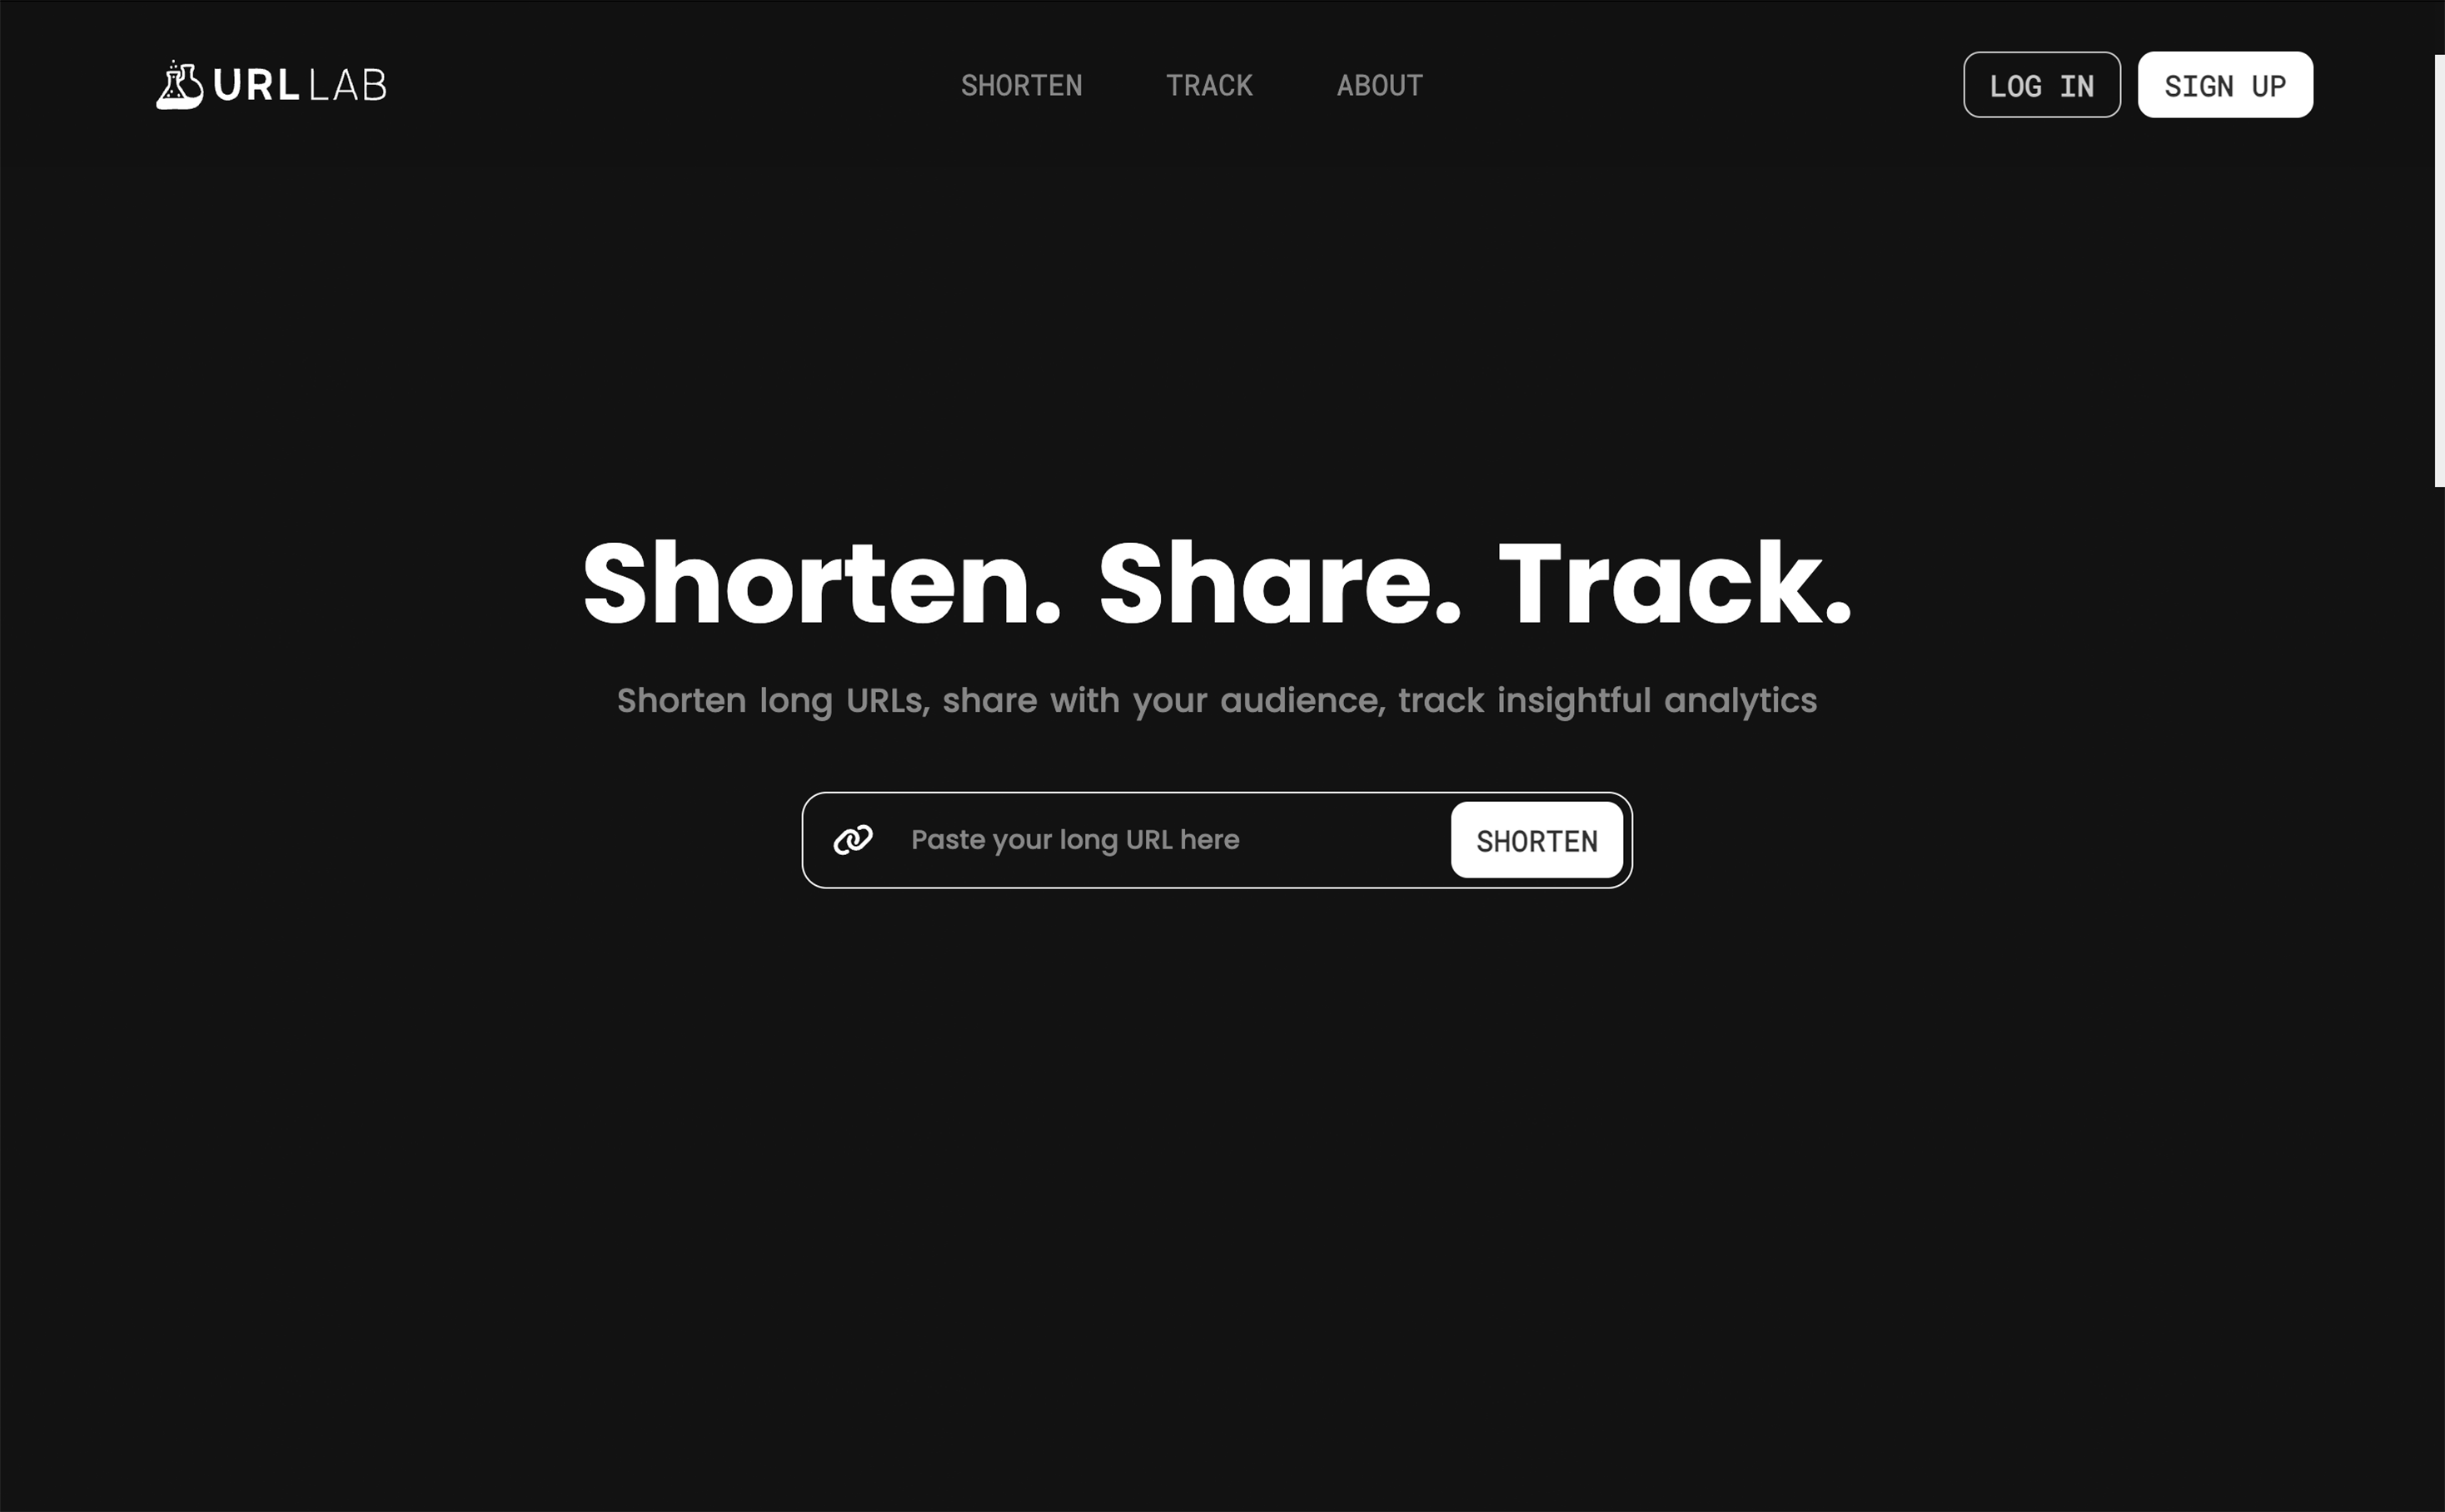 URL LAB
SHORTEN TRACK ABOUT
LOG IN SIGN UP
Shorten. Share. Track.
Shorten long URLs, share with your audience, track insightful analytics
Paste your long URL here SHORTEN